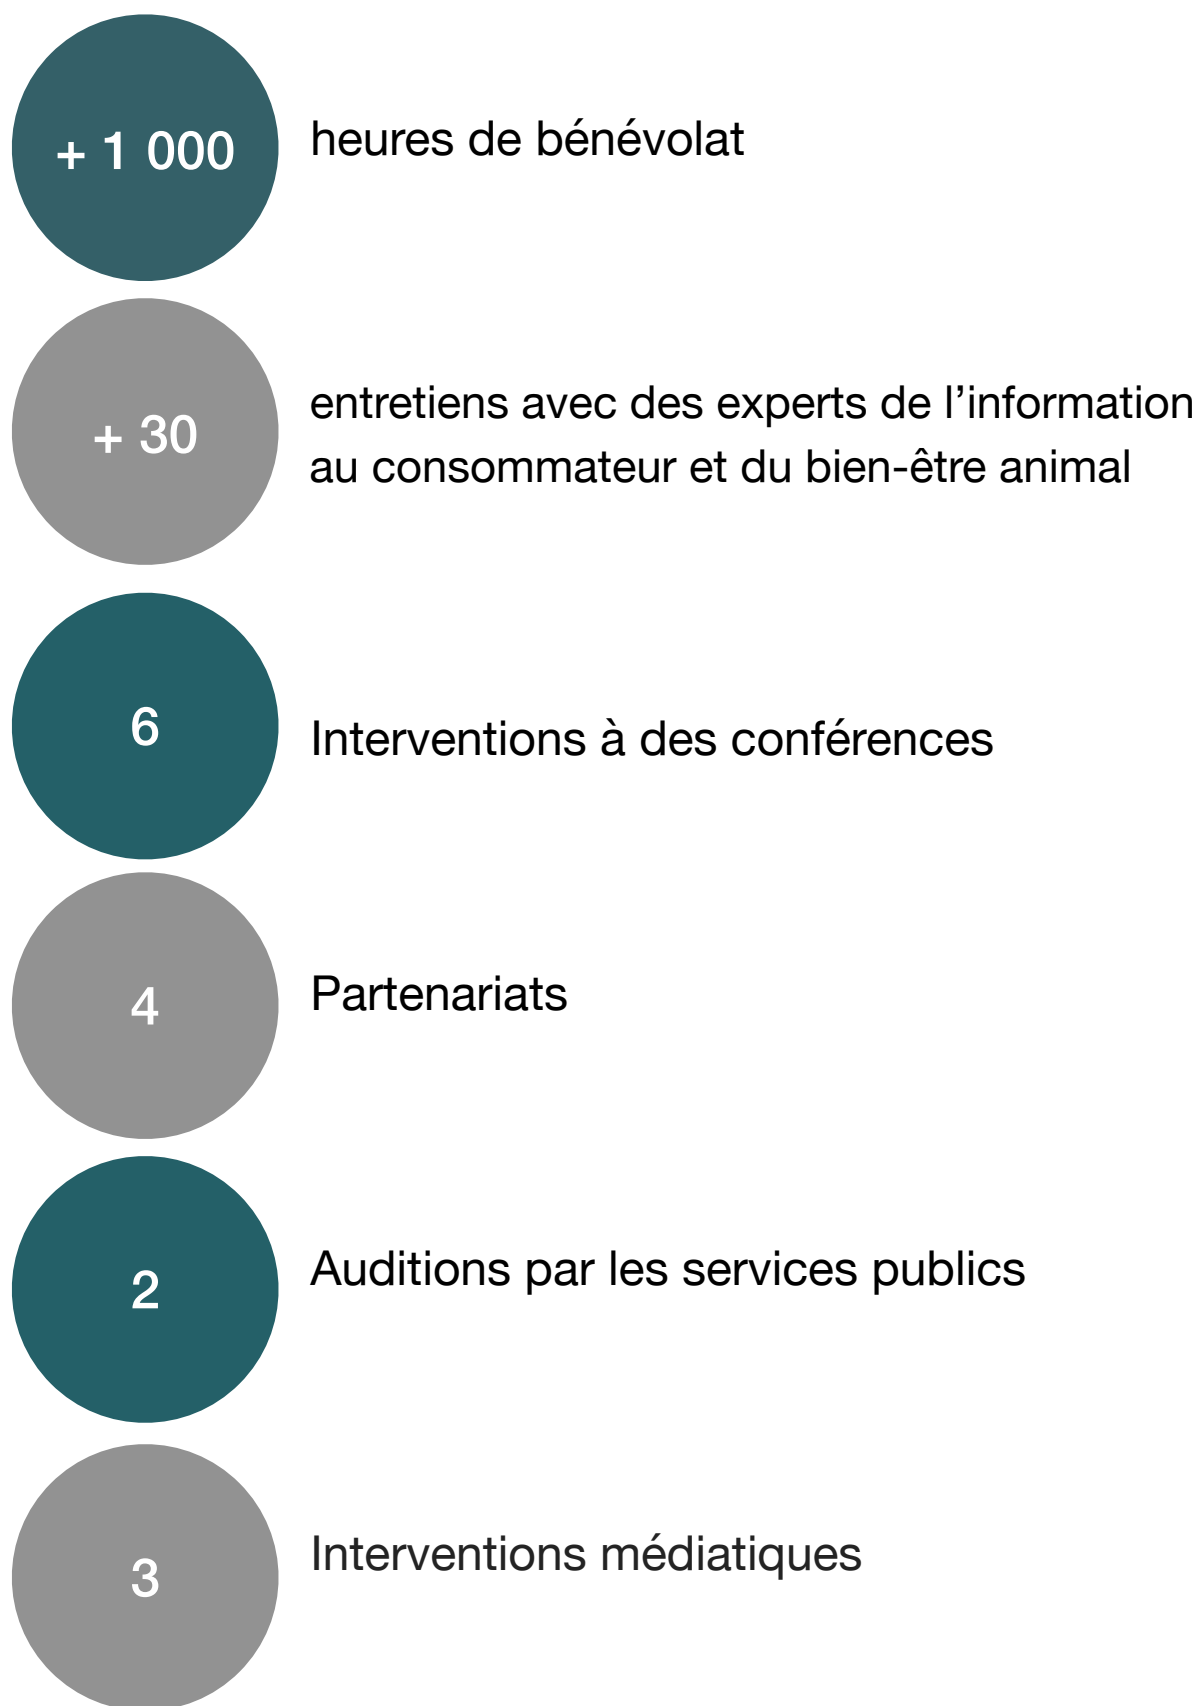 + 1 000
heures de bénévolat
+ 30
entretiens avec des experts de l’information
au consommateur et du bien-être animal
6
Interventions à des conférences
4
Partenariats
2
Auditions par les services publics
3
Interventions médiatiques